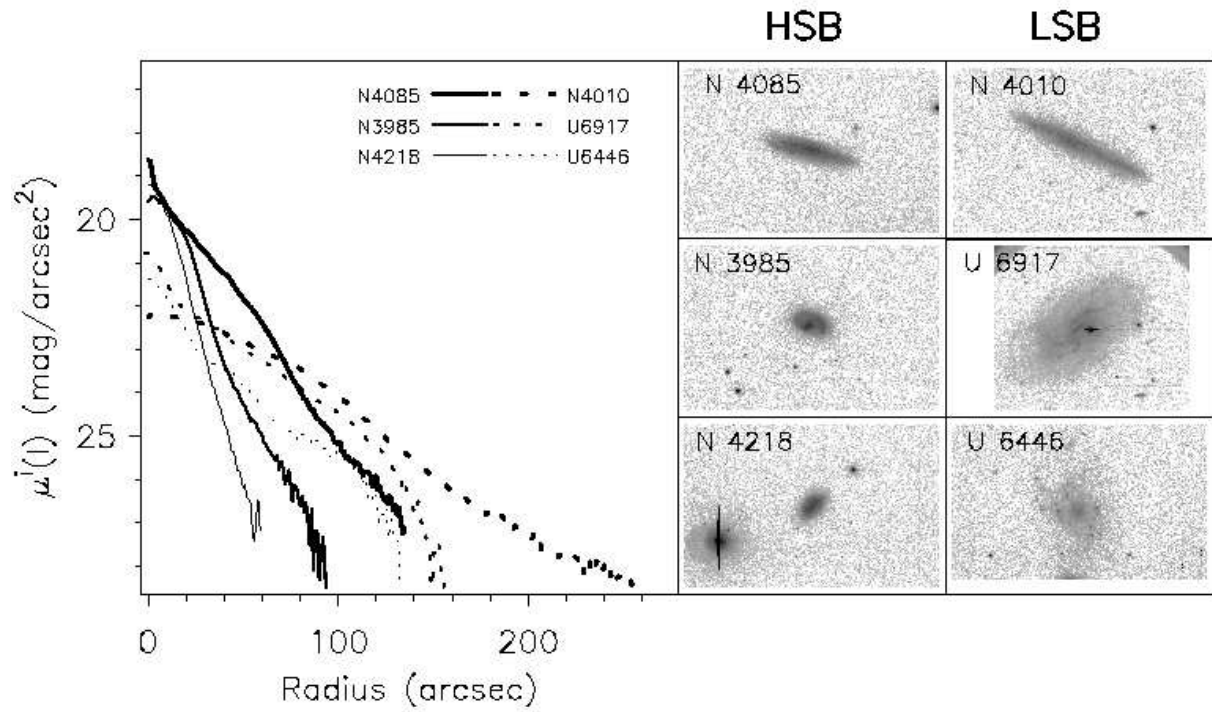 HSB LSB
N4085 N4010
N3985 U6917
N4218 U6446
20
25
μⁱ(I) (mag/arcsec²)
0 100 200
Radius (arcsec)
N 4085 N 4010
N 3985 U 6917
N 4218 U 6446